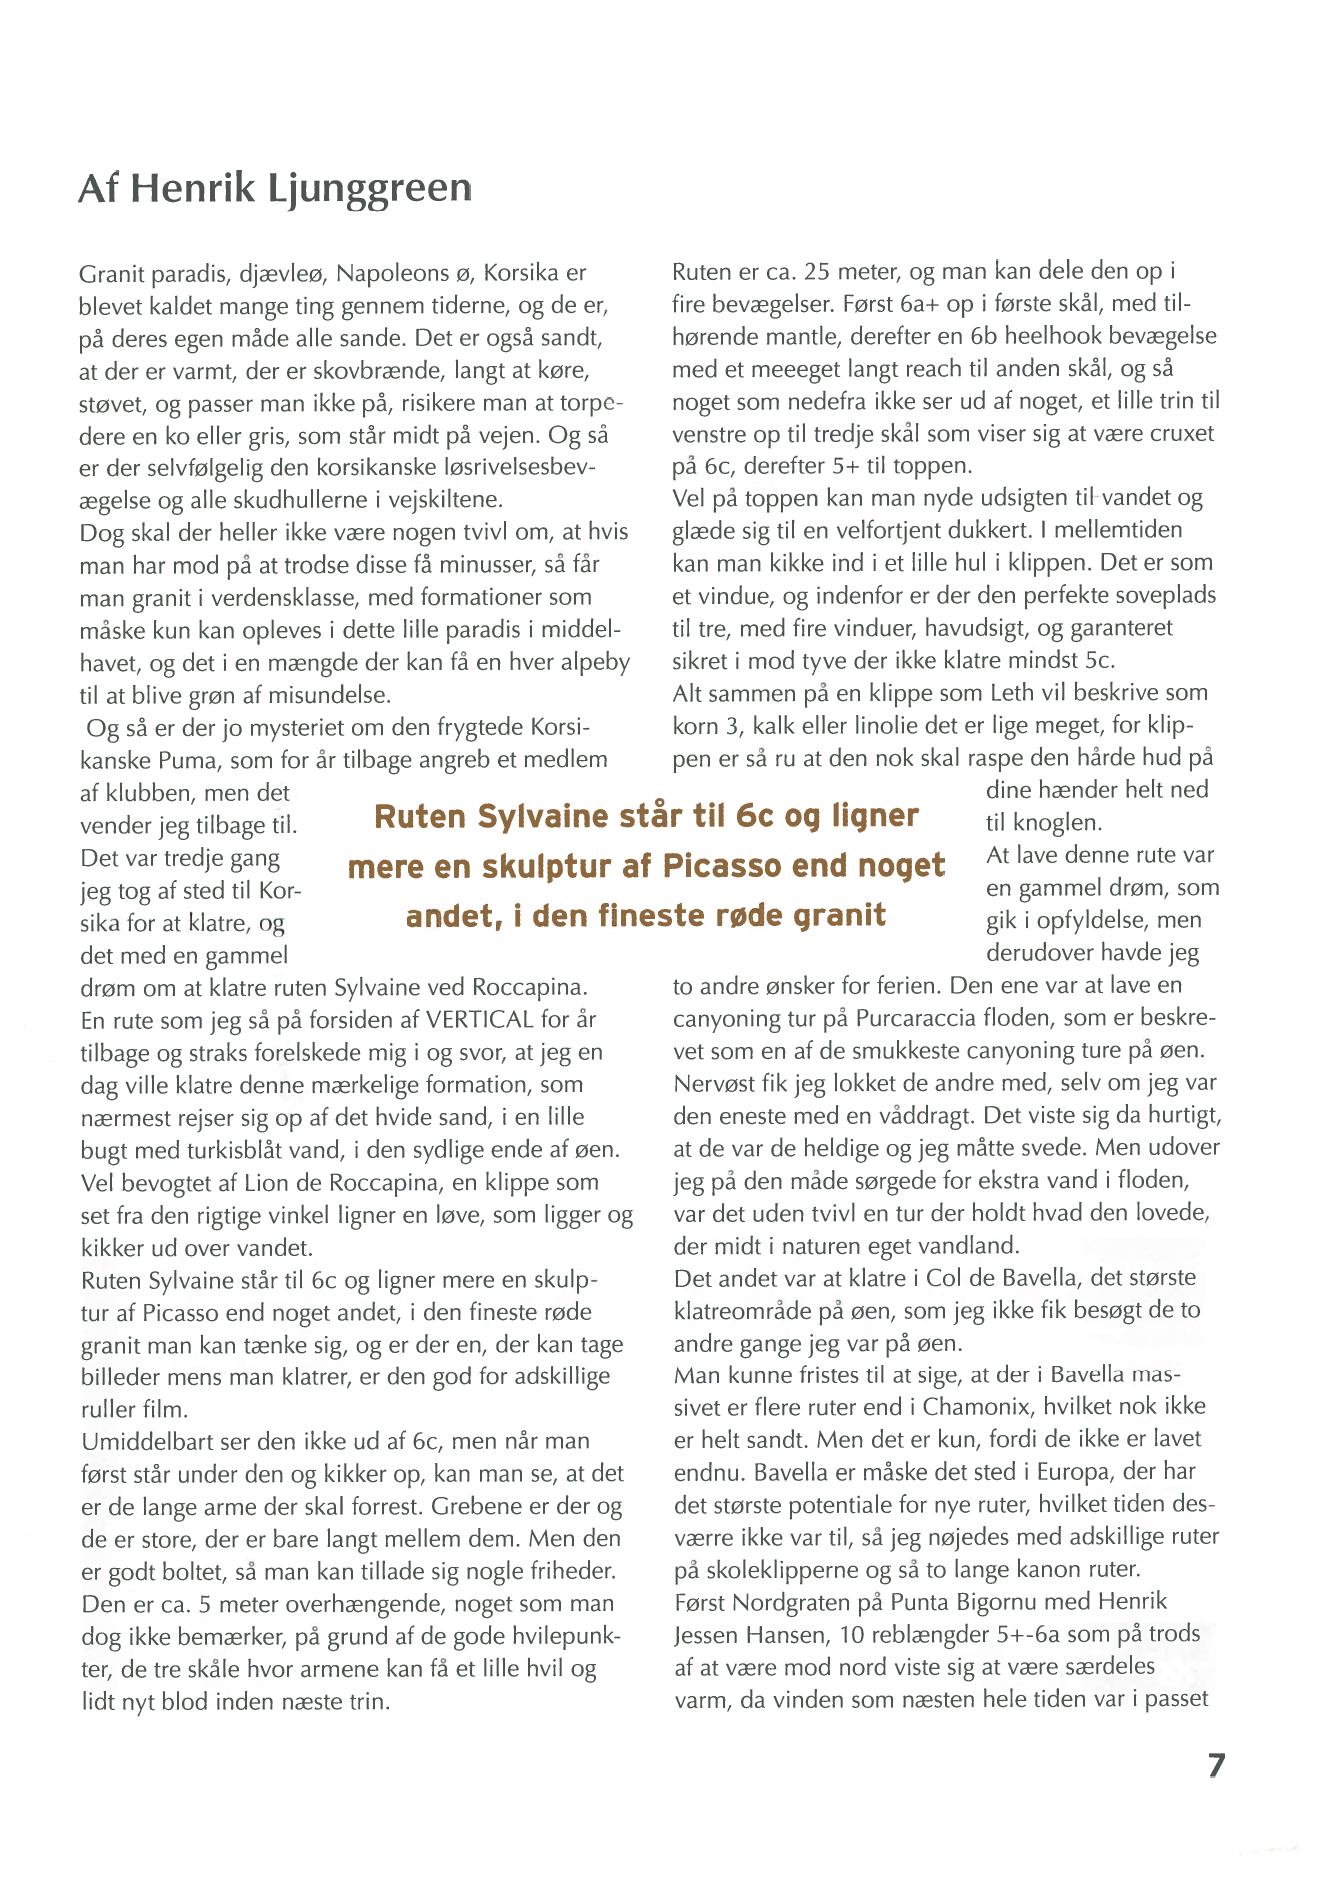 Af Henrik Ljunggreen
Granit paradis, djævleø, Napoleons ø, Korsika er
blevet kaldet mange ting gennem tiderne, og de er,
på deres egen måde alle sande. Det er også sandt,
at der er varmt, der er skovbrænde, langt at køre,
støvet, og passer man ikke på, risikere man at torpe-
dere en ko eller gris, som står midt på vejen. Og så
er der selvfølgelig den korsikanske løsrivelsesbev-
ægelse og alle skudhullerne i vejskiltene.
Dog skal der heller ikke være nogen tvivl om, at hvis
man har mod på at trodse disse få minusser, så får
man granit i verdensklasse, med formationer som
måske kun kan opleves i dette lille paradis i middel-
havet, og det i en mængde der kan få en hver alpeby
til at blive grøn af misundelse.
Og så er der jo mysteriet om den frygtede Korsi-
kanske Puma, som for år tilbage angreb et medlem
af klubben, men det
vender jeg tilbage til.
Det var tredje gang
jeg tog af sted til Kor-
sika for at klatre, og
det med en gammel
drøm om at klatre ruten Sylvaine ved Roccapina.
En rute som jeg så på forsiden af VERTICAL for år
tilbage og straks forelskede mig i og svor, at jeg en
dag ville klatre denne mærkelige formation, som
nærmest rejser sig op af det hvide sand, i en lille
bugt med turkisblåt vand, i den sydlige ende af øen.
Vel bevogtet af Lion de Roccapina, en klippe som
set fra den rigtige vinkel ligner en løve, som ligger og
kikker ud over vandet.
Ruten Sylvaine står til 6c og ligner mere en skulp-
tur af Picasso end noget andet, i den fineste røde
granit man kan tænke sig, og er der en, der kan tage
billeder mens man klatrer, er den god for adskillige
ruller film.
Umiddelbart ser den ikke ud af 6c, men når man
først står under den og kikker op, kan man se, at det
er de lange arme der skal forrest. Grebene er der og
de er store, der er bare langt mellem dem. Men den
er godt boltet, så man kan tillade sig nogle friheder.
Den er ca. 5 meter overhængende, noget som man
dog ikke bemærker, på grund af de gode hvilepunk-
ter, de tre skåle hvor armene kan få et lille hvil og
lidt nyt blod inden næste trin.
Ruten Sylvaine står til 6c og ligner
mere en skulptur af Picasso end noget
andet, i den fineste røde granit
Ruten er ca. 25 meter, og man kan dele den op i
fire bevægelser. Først 6a+ op i første skål, med til-
hørende mantle, derefter en 6b heelhook bevægelse
med et meeeget langt reach til anden skål, og så
noget som nedefra ikke ser ud af noget, et lille trin til
venstre op til tredje skål som viser sig at være cruxet
på 6c, derefter 5+ til toppen.
Vel på toppen kan man nyde udsigten til vandet og
glæde sig til en velfortjent dukkert. I mellemtiden
kan man kikke ind i et lille hul i klippen. Det er som
et vindue, og indenfor er der den perfekte soveplads
til tre, med fire vinduer, havudsigt, og garanteret
sikret i mod tyve der ikke klatre mindst 5c.
Alt sammen på en klippe som Leth vil beskrive som
korn 3, kalk eller linolie det er lige meget, for klip-
pen er så ru at den nok skal raspe den hårde hud på
dine hænder helt ned
til knoglen.
At lave denne rute var
en gammel drøm, som
gik i opfyldelse, men
derudover havde jeg
to andre ønsker for ferien. Den ene var at lave en
canyoning tur på Purcaraccia floden, som er beskre-
vet som en af de smukkeste canyoning ture på øen.
Nervøst fik jeg lokket de andre med, selv om jeg var
den eneste med en våddragt. Det viste sig da hurtigt,
at de var de heldige og jeg måtte svede. Men udover
jeg på den måde sørgede for ekstra vand i floden,
var det uden tvivl en tur der holdt hvad den lovede,
der midt i naturen eget vandland.
Det andet var at klatre i Col de Bavella, det største
klatreområde på øen, som jeg ikke fik besøgt de to
andre gange jeg var på øen.
Man kunne fristes til at sige, at der i Bavella mas-
sivet er flere ruter end i Chamonix, hvilket nok ikke
er helt sandt. Men det er kun, fordi de ikke er lavet
endnu. Bavella er måske det sted i Europa, der har
det største potentiale for nye ruter, hvilket tiden des-
værre ikke var til, så jeg nøjedes med adskillige ruter
på skoleklipperne og så to lange kanon ruter.
Først Nordgraten på Punta Bigornu med Henrik
Jessen Hansen, 10 reblængder 5+-6a som på trods
af at være mod nord viste sig at være særdeles
varm, da vinden som næsten hele tiden var i passet
7